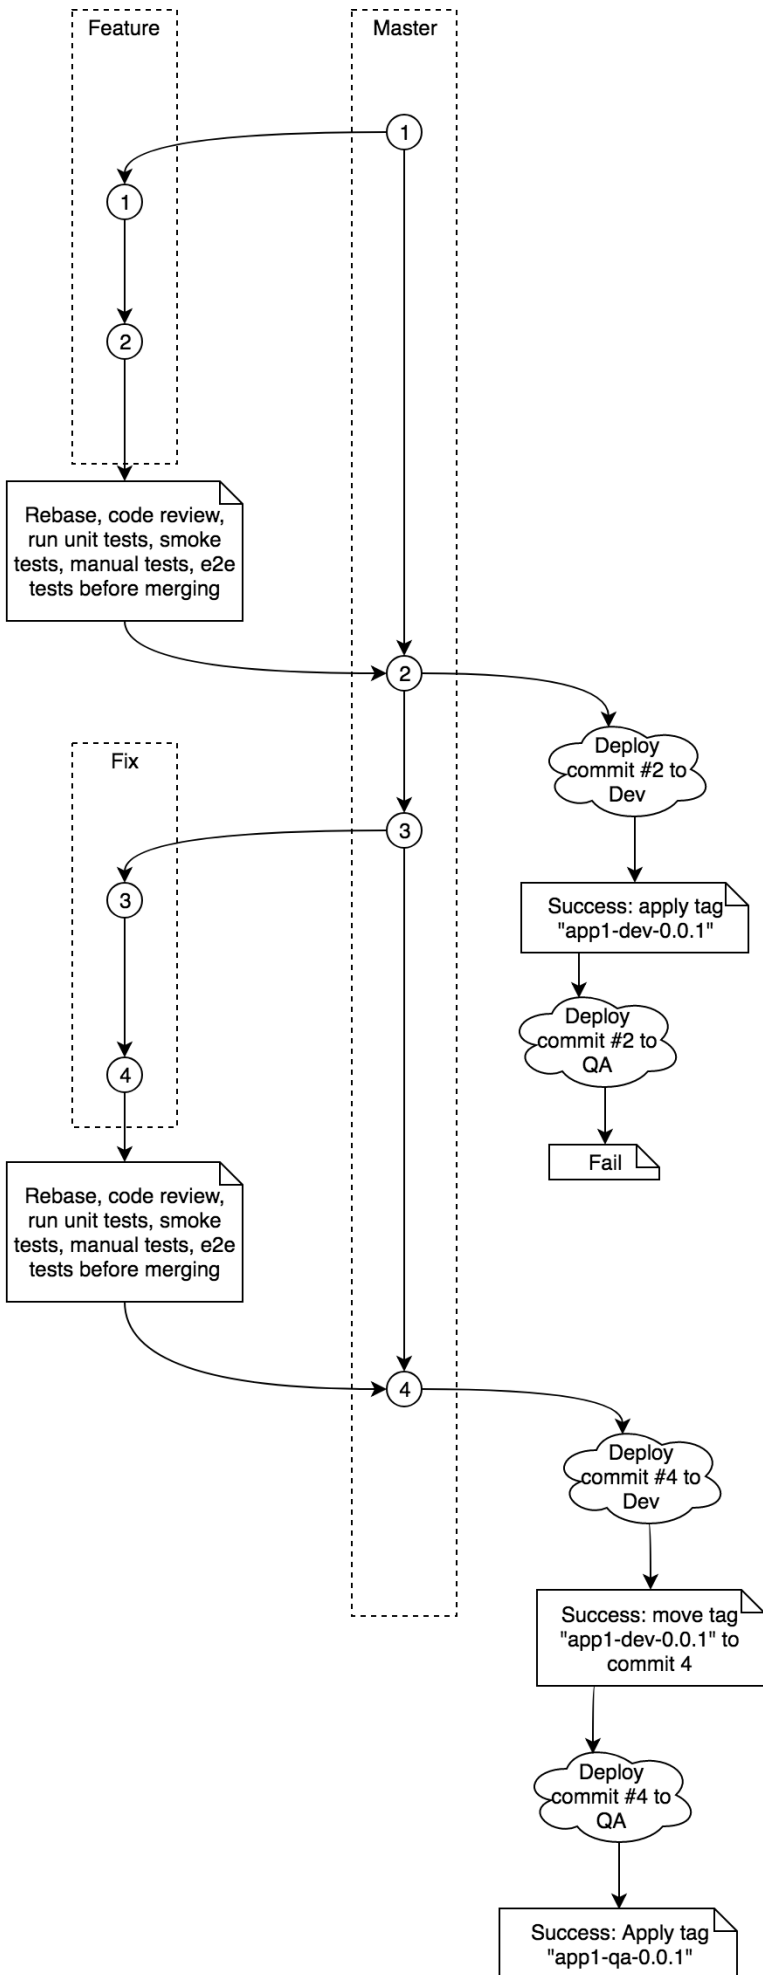 Feature
Master
1
1
2
Rebase, code review,
run unit tests, smoke
tests, manual tests, e2e
tests before merging
2
Deploy
commit #2 to
Dev
Fix
3
3
Success: apply tag
"app1-dev-0.0.1"
Deploy
commit #2 to
QA
4
Fail
Rebase, code review,
run unit tests, smoke
tests, manual tests, e2e
tests before merging
4
Deploy
commit #4 to
Dev
Success: move tag
"app1-dev-0.0.1" to
commit 4
Deploy
commit #4 to
QA
Success: Apply tag
"app1-qa-0.0.1"